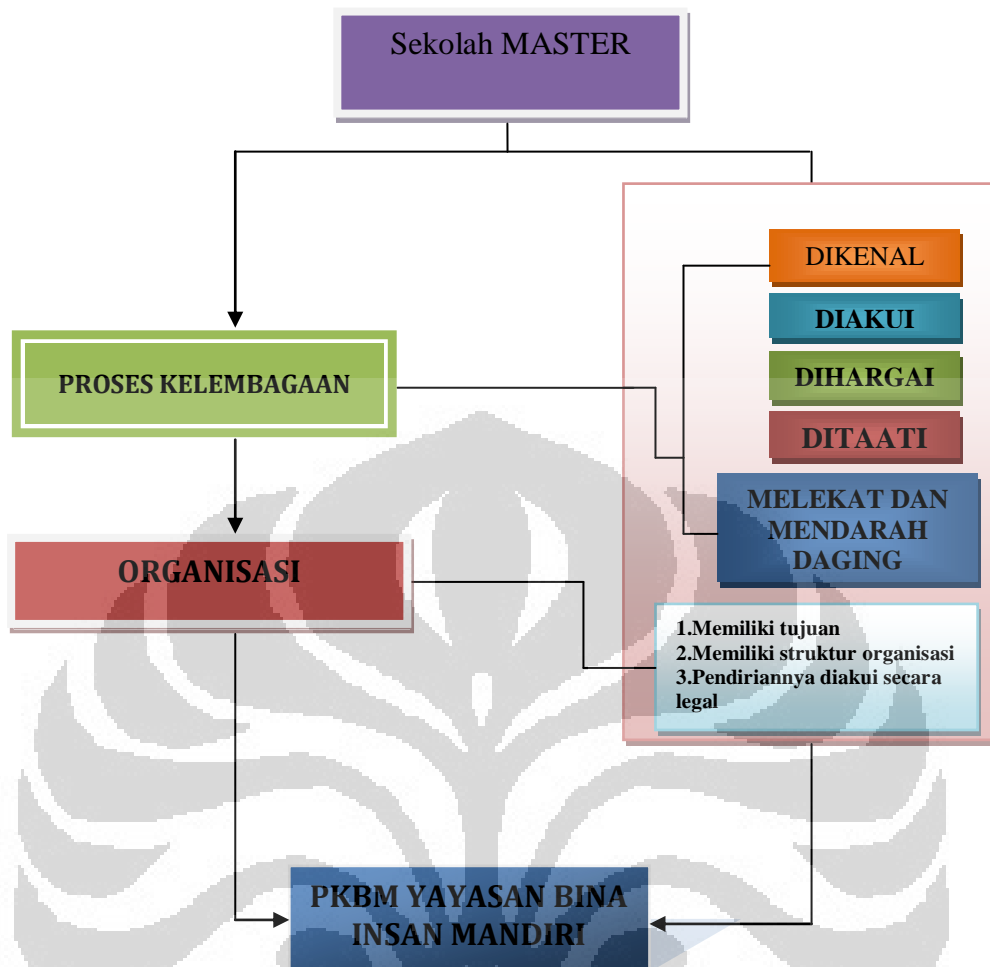 Sekolah MASTER
DIKENAL
DIAKUI
DIHARGAI
DITAATI
MELEKAT DAN
MENDARAH
DAGING
PROSES KELEMBAGAAN
ORGANISASI
1.Memiliki tujuan
2.Memiliki struktur organisasi
3.Pendiriannya diakui secara
legal
PKBM YAYASAN BINA
INSAN MANDIRI